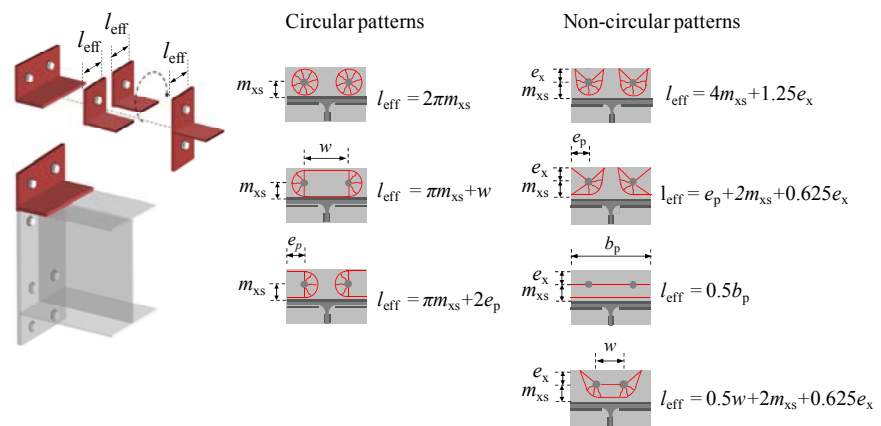 Circular patterns
Non-circular patterns
l_eff
l_eff
l_eff
m_xs
l_eff = 2πm_xs
e_x
m_xs
l_eff = 4m_xs+1.25e_x
w
m_xs
l_eff = πm_xs+w
e_p
e_x
m_xs
l_eff = e_p+2m_xs+0.625e_x
e_p
m_xs
l_eff = πm_xs+2e_p
b_p
e_x
m_xs
l_eff = 0.5b_p
w
e_x
m_xs
l_eff = 0.5w+2m_xs+0.625e_x